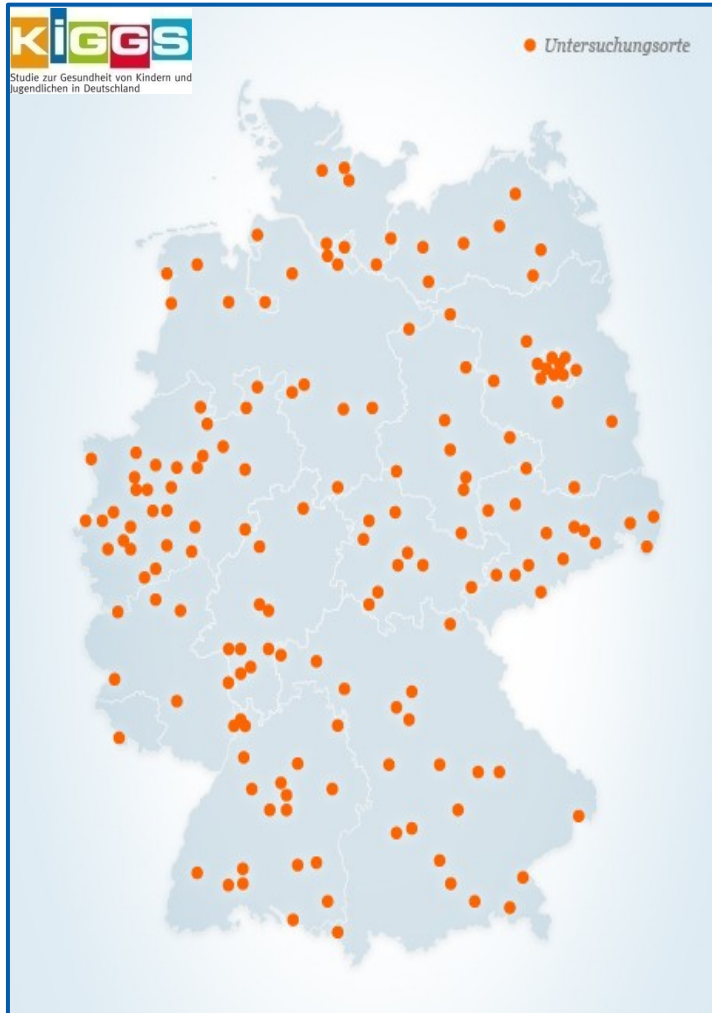 KiGGS
Studie zur Gesundheit von Kindern und
Jugendlichen in Deutschland
Untersuchungsorte